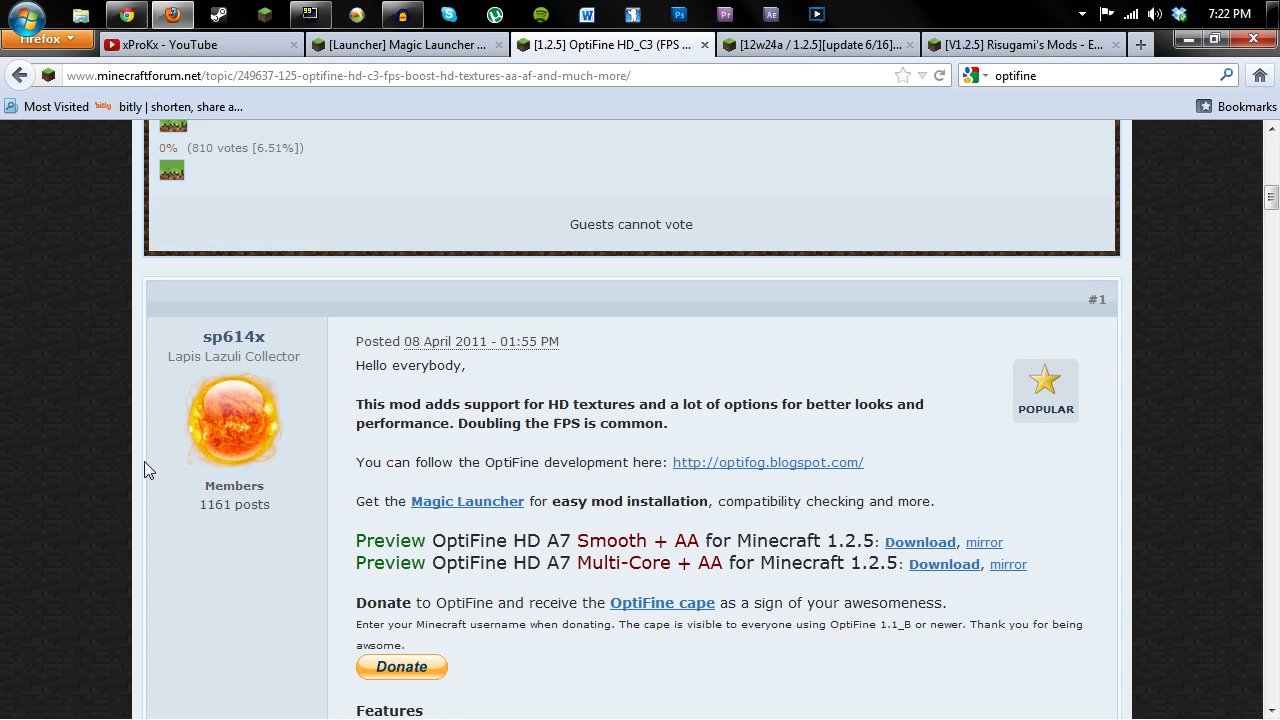 7:22 PM
Firefox
xProKx - YouTube
[Launcher] Magic Launcher ...
[1.2.5] OptiFine HD_C3 (FPS ...
[12w24a / 1.2.5][update 6/16]...
[V1.2.5] Risugami's Mods - E...
www.minecraftforum.net/topic/249637-125-optifine-hd-c3-fps-boost-hd-textures-aa-af-and-much-more/
optifine
Most Visited
bitly bitly | shorten, share a...
Bookmarks
0% (810 votes [6.51%])
Guests cannot vote
#1
sp614x
Lapis Lazuli Collector
Members
1161 posts
Posted 08 April 2011 - 01:55 PM
Hello everybody,
POPULAR
This mod adds support for HD textures and a lot of options for better looks and
performance. Doubling the FPS is common.
You can follow the OptiFine development here: http://optifog.blogspot.com/
Get the Magic Launcher for easy mod installation, compatibility checking and more.
Preview OptiFine HD A7 Smooth + AA for Minecraft 1.2.5: Download, mirror
Preview OptiFine HD A7 Multi-Core + AA for Minecraft 1.2.5: Download, mirror
Donate to OptiFine and receive the OptiFine cape as a sign of your awesomeness.
Enter your Minecraft username when donating. The cape is visible to everyone using OptiFine 1.1_B or newer. Thank you for being
awsome.
Donate
Features